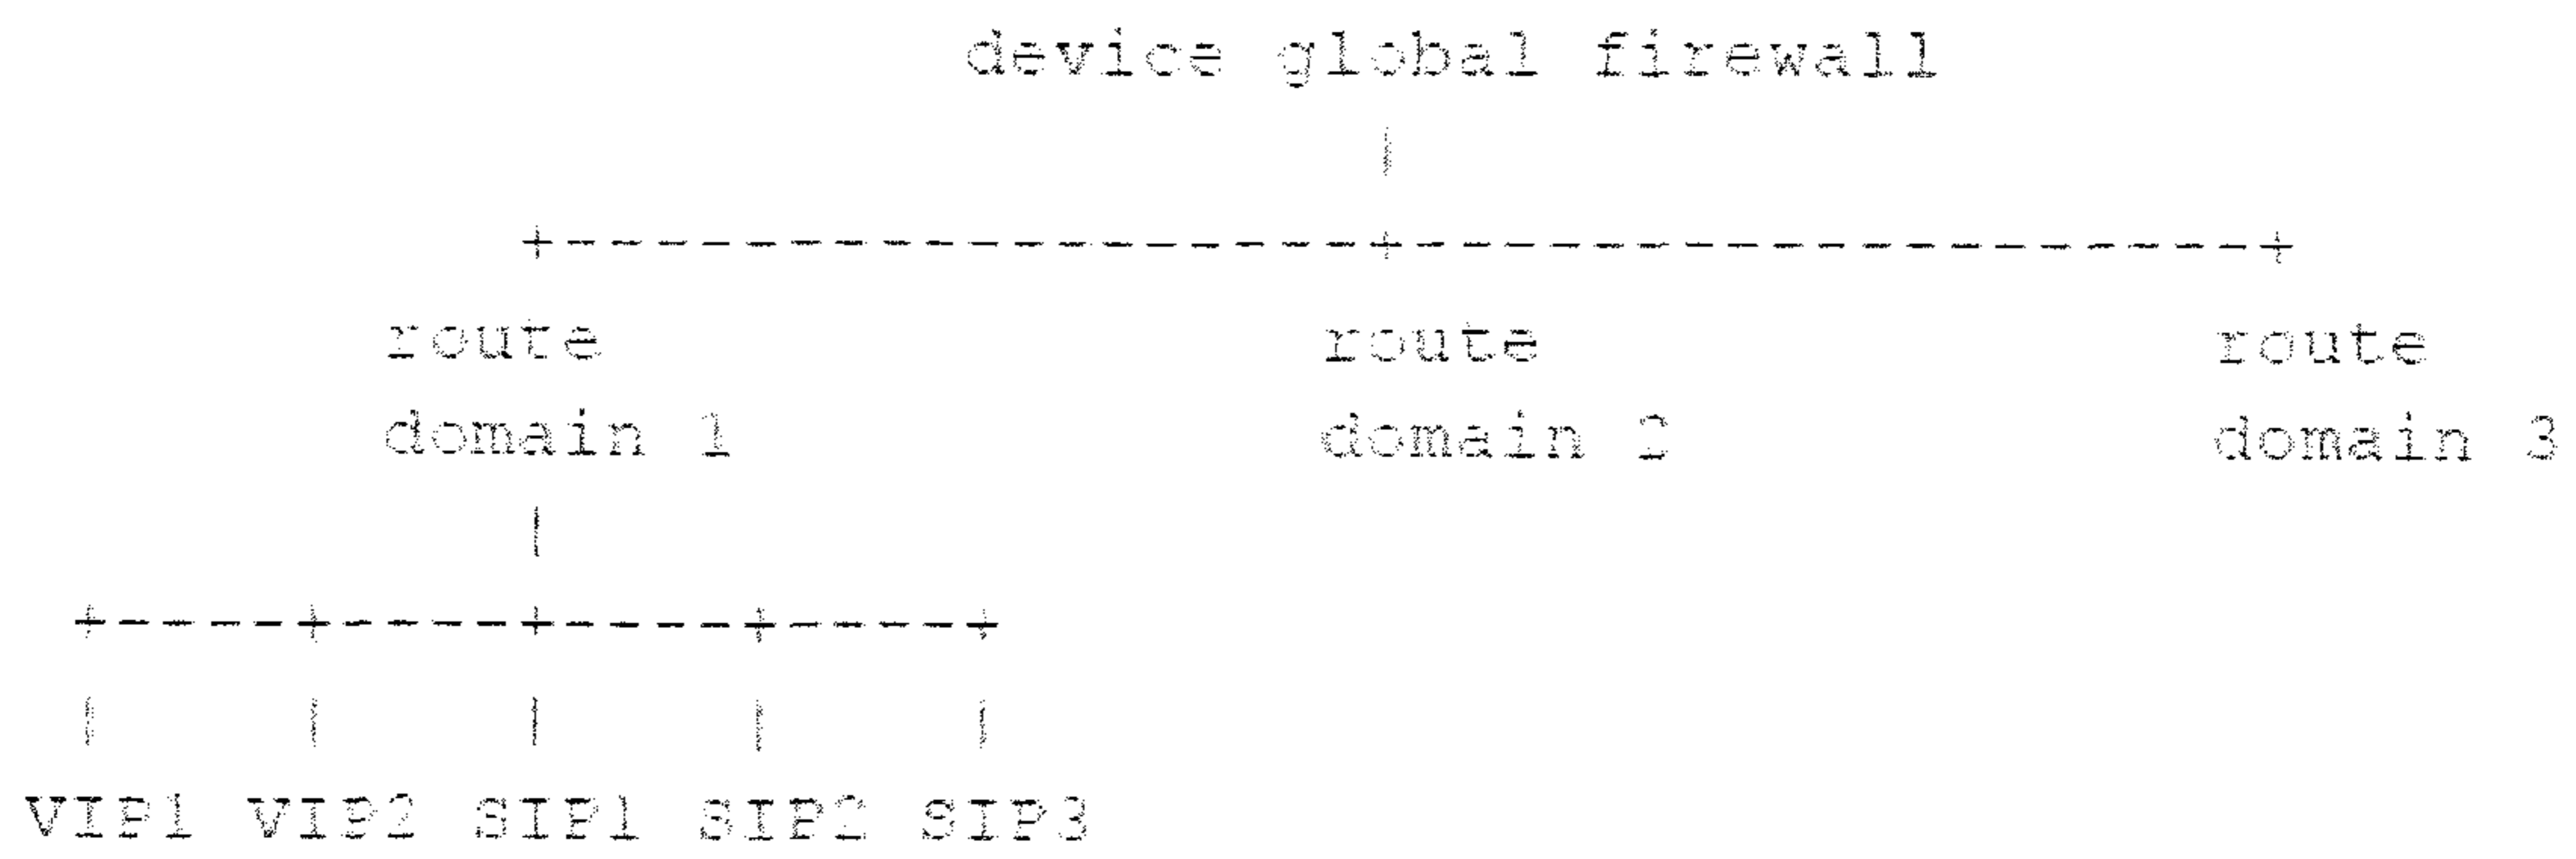 device global firewall
route route route
domain 1 domain 2 domain 3
VIP1 VIP2 SIP1 SIP2 SIP3